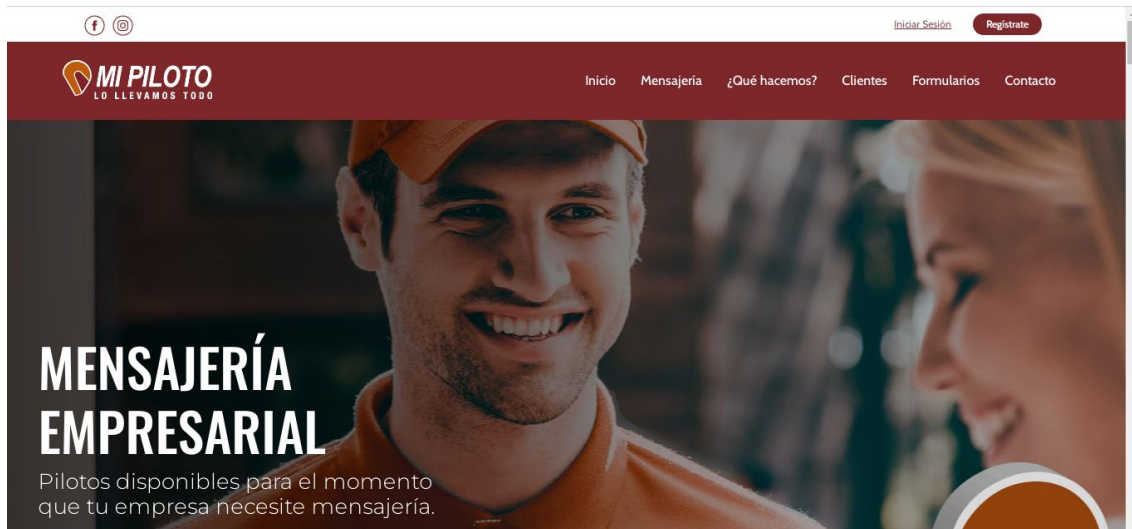 Iniciar Sesión Regístrate
MI PILOTO
LO LLEVAMOS TODO
Inicio Mensajería ¿Qué hacemos? Clientes Formularios Contacto
MENSAJERÍA
EMPRESARIAL
Pilotos disponibles para el momento
que tu empresa necesite mensajería.